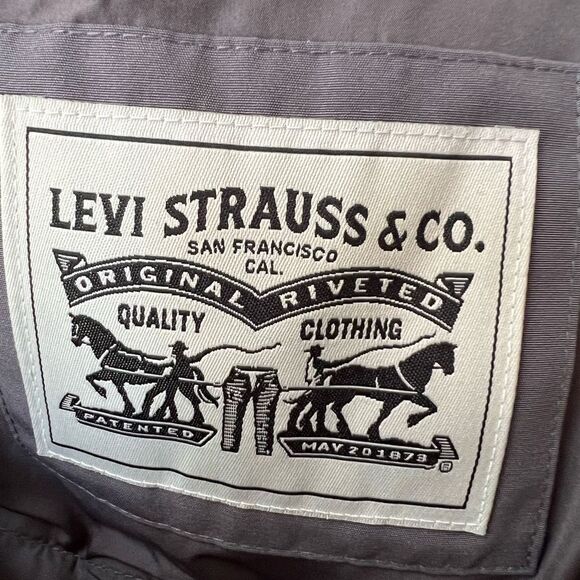 LEVI STRAUSS & CO.
SAN FRANCISCO
CAL.
ORIGINAL RIVETED
QUALITY CLOTHING
PATENTED MAY 20 1873
®